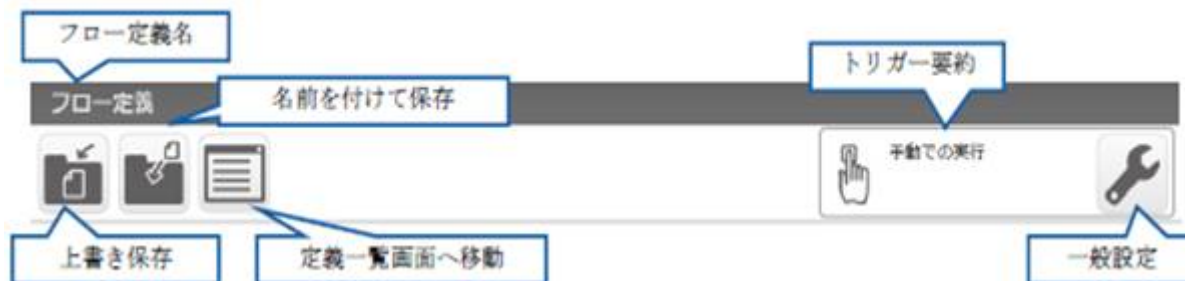 フロー定義名
トリガー要約
フロー定義
名前を付けて保存
手動での実行
上書き保存
定義一覧画面へ移動
一般設定